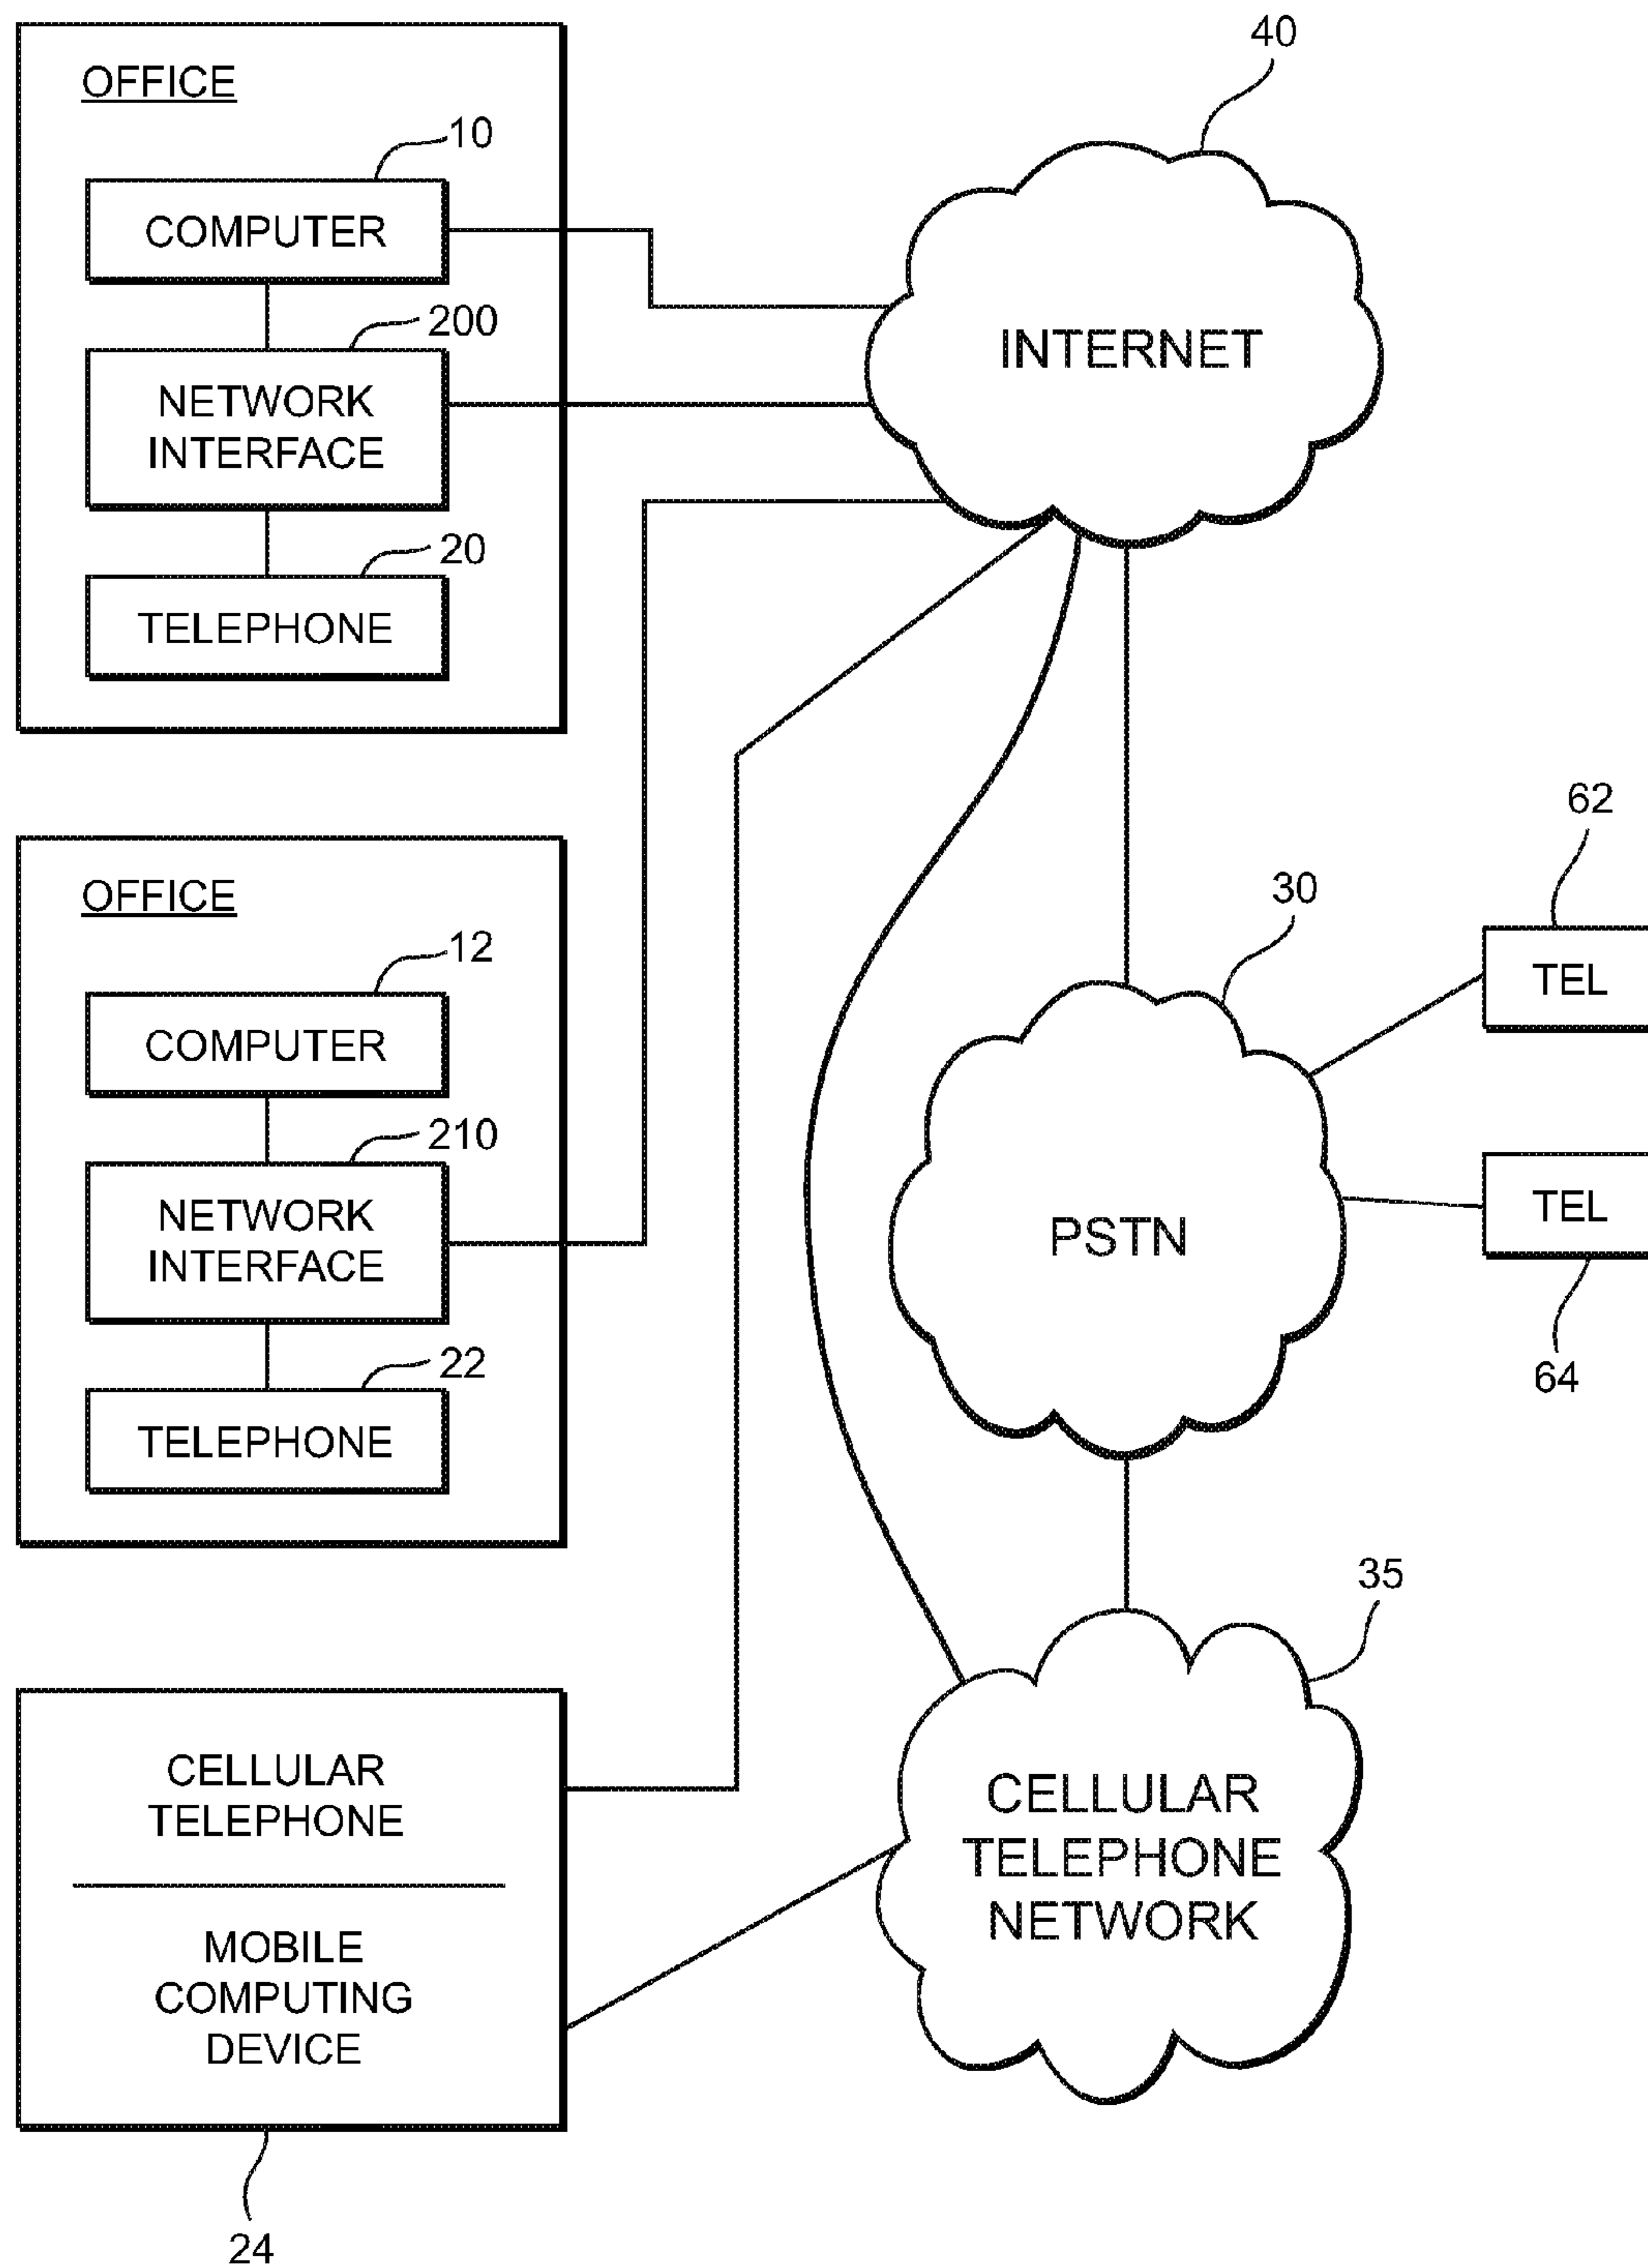 OFFICE
10
COMPUTER
200
NETWORK
INTERFACE
20
TELEPHONE
40
INTERNET
OFFICE
12
COMPUTER
210
NETWORK
INTERFACE
22
TELEPHONE
62
TEL
30
PSTN
TEL
64
35
CELLULAR
TELEPHONE
NETWORK
CELLULAR
TELEPHONE
MOBILE
COMPUTING
DEVICE
24